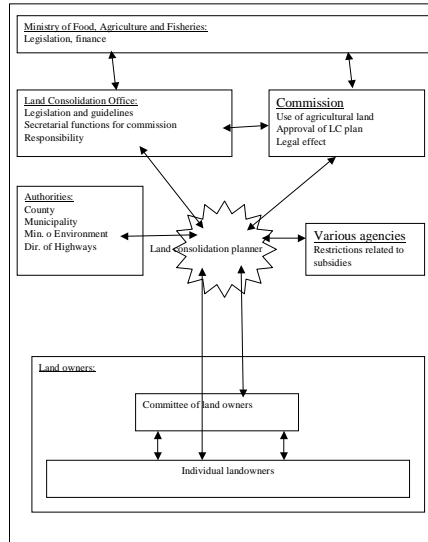 Ministry of Food, Agriculture and Fisheries:
Legislation, finance
Land Consolidation Office:
Legislation and guidelines
Secretarial functions for commission
Responsibility
Commission
Use of agricultural land
Approval of LC plan
Legal effect
Authorities:
County
Municipality
Min. o Environment
Dir. of Highways
Land consolidation planner
Various agencies
Restrictions related to
subsidies
Land owners:
Committee of land owners
Individual landowners